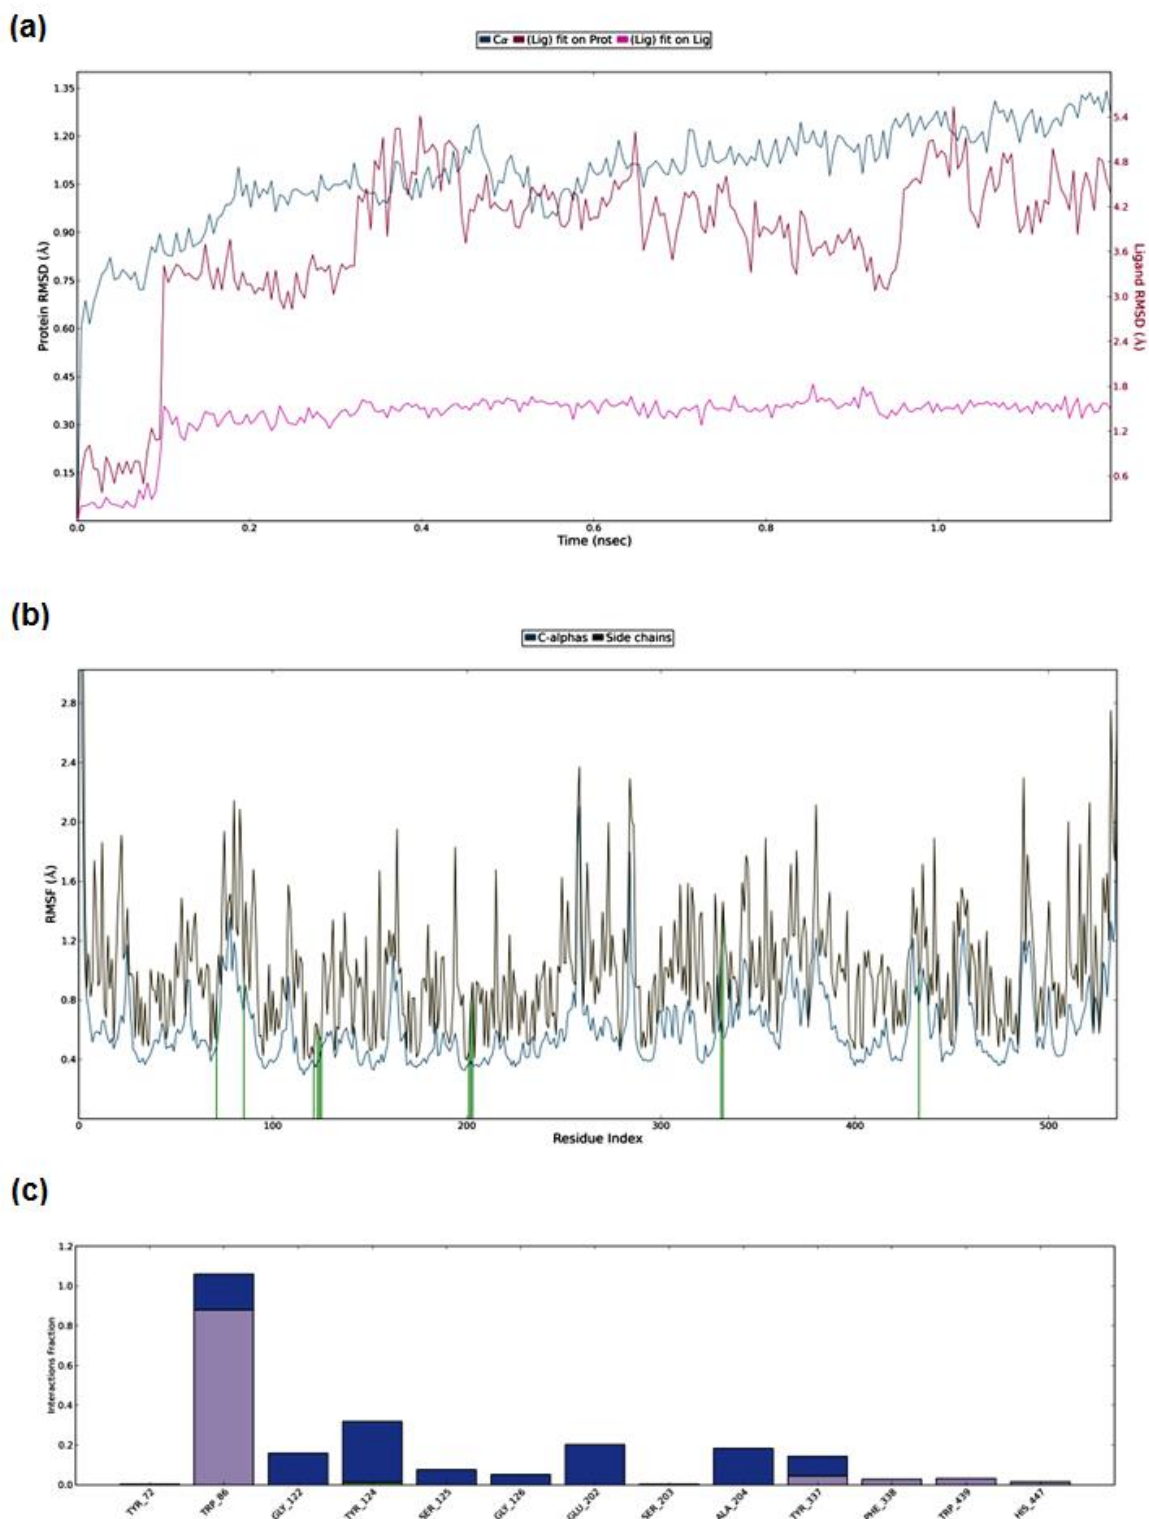 (a)
Cα (Lig) fit on Prot (Lig) fit on Lig
1.35
1.20
1.05
0.90
0.75
0.60
0.45
0.30
0.15
Protein RMSD (Å)
5.4
4.8
4.2
3.6
3.0
2.4
1.8
1.2
0.6
Ligand RMSD (Å)
0.0 0.2 0.4 0.6 0.8 1.0
Time (nsec)
(b)
C-alphas Side chains
2.8
2.4
2.0
1.6
1.2
0.8
0.4
RMSF (Å)
0 100 200 300 400 500
Residue Index
(c)
1.2
1.0
0.8
0.6
0.4
0.2
0.0
Interactions Fraction
TYR_72 TRP_86 GLY_122 TYR_124 SER_125 GLY_126 GLU_202 SER_203 ALA_204 TYR_337 PHE_338 TRP_439 HIS_447